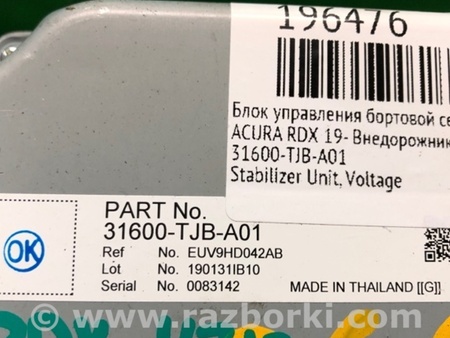 196476
Блок управления бортовой се
ACURA RDX 19- Внедорожник
31600-TJB-A01
Stabilizer Unit, Voltage
PART No.
31600-TJB-A01
OK
Ref No. EUV9HD042AB
Lot No. 190131IB10
Serial No. 0083142
MADE IN THAILAND [[G]]
www.razborki.com